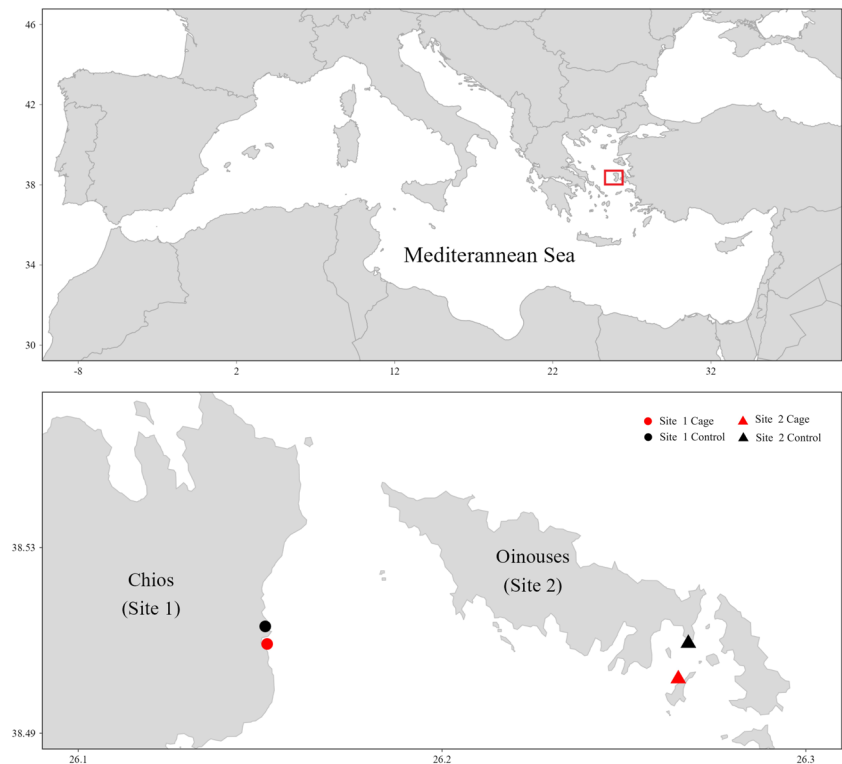 46
42
38
34
30
Mediterannean Sea
-8 2 12 22 32
Site 1 Cage Site 2 Cage
Site 1 Control Site 2 Control
38.53
Chios
(Site 1)
Oinouses
(Site 2)
38.49
26.1 26.2 26.3